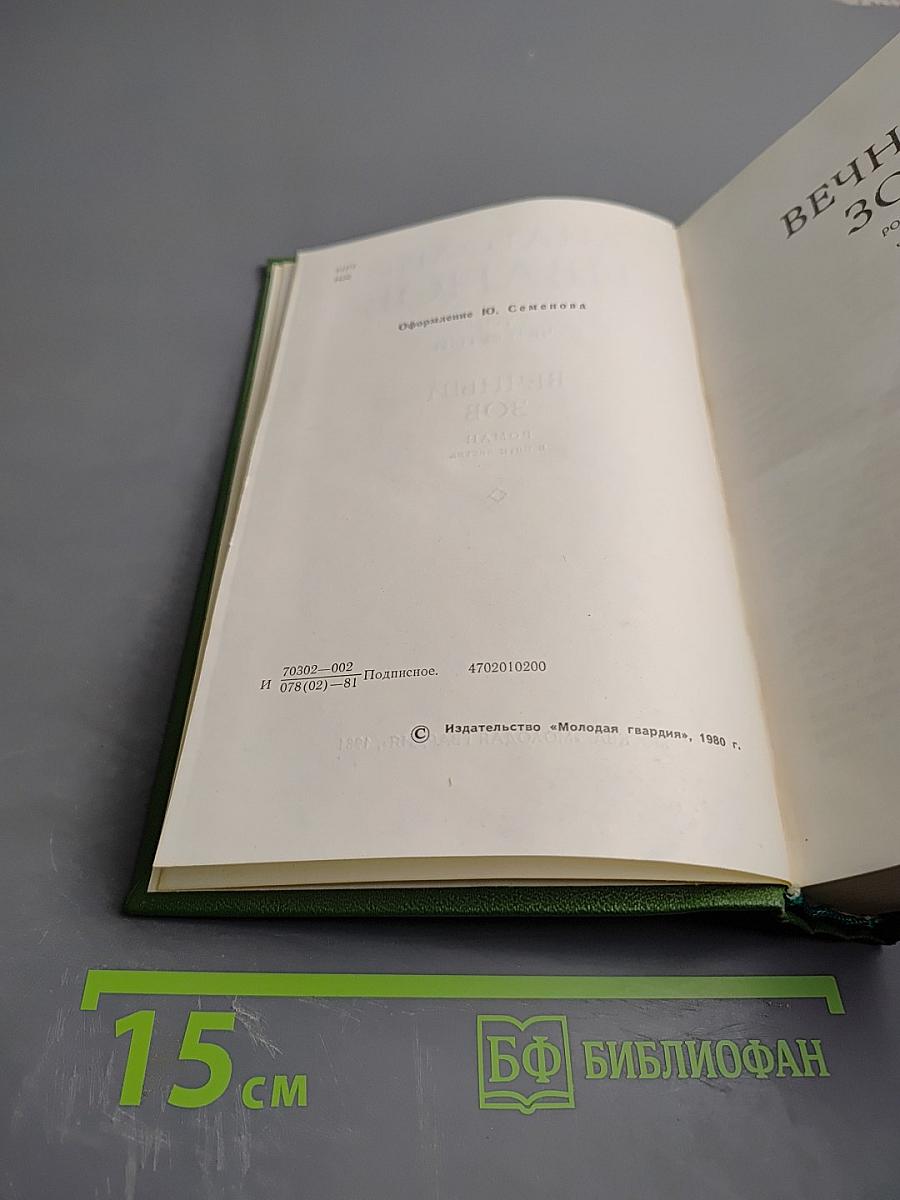 Оформление Ю. Семенова
И 70302—002
078(02)—81 Подписное. 4702010200
© Издательство «Молодая гвардия», 1980 г.
ВЕЧН
ЗО
РО
15 см
БФ БИБЛИОФАН